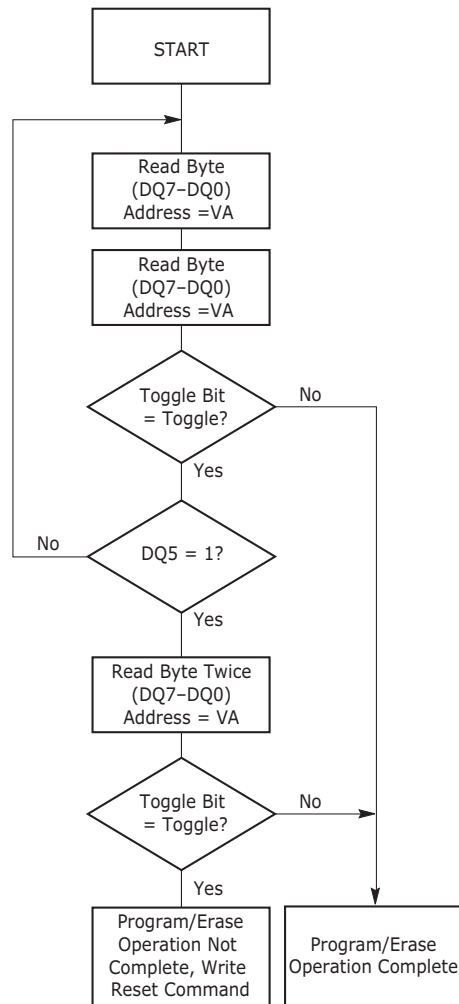 START
Read Byte
(DQ7–DQ0)
Address =VA
Read Byte
(DQ7–DQ0)
Address =VA
Toggle Bit
= Toggle?
No
Yes
No
DQ5 = 1?
Yes
Read Byte Twice
(DQ7–DQ0)
Address = VA
Toggle Bit
= Toggle?
No
Yes
Program/Erase
Operation Not
Complete, Write
Reset Command
Program/Erase
Operation Complete